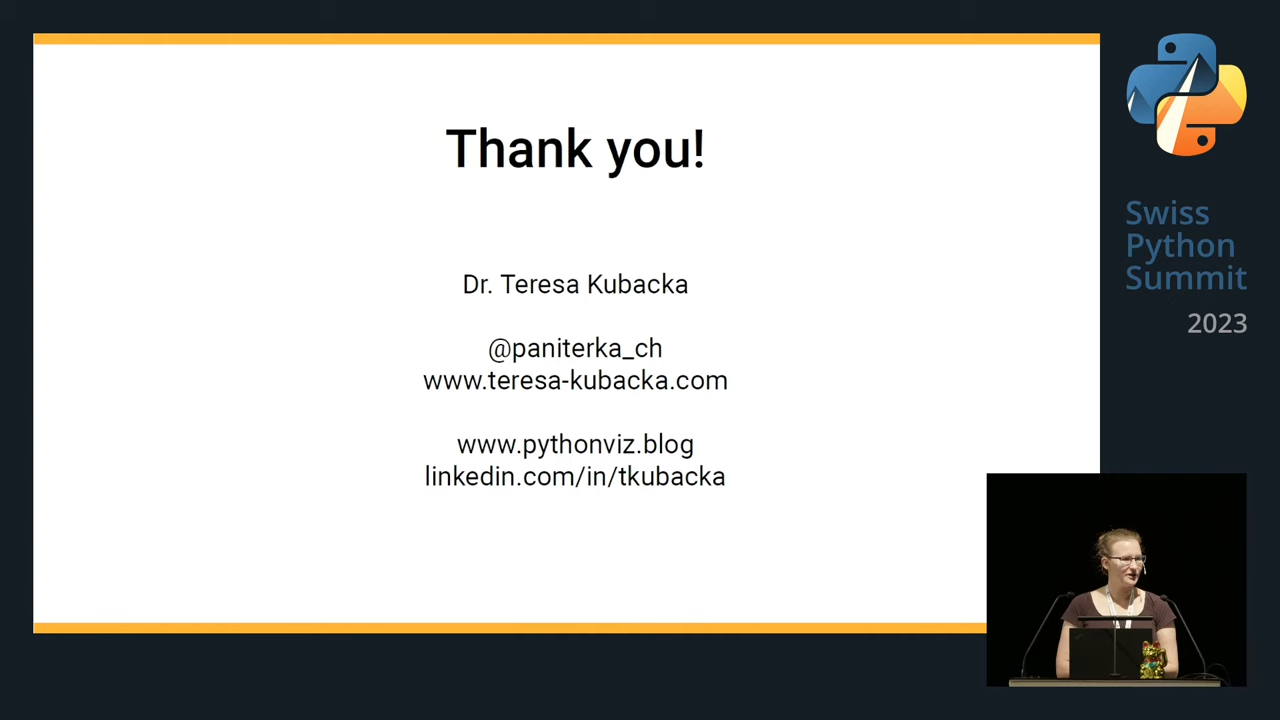 Thank you!
Dr. Teresa Kubacka
@paniterka_ch
www.teresa-kubacka.com
www.pythonviz.blog
linkedin.com/in/tkubacka
Swiss
Python
Summit
2023